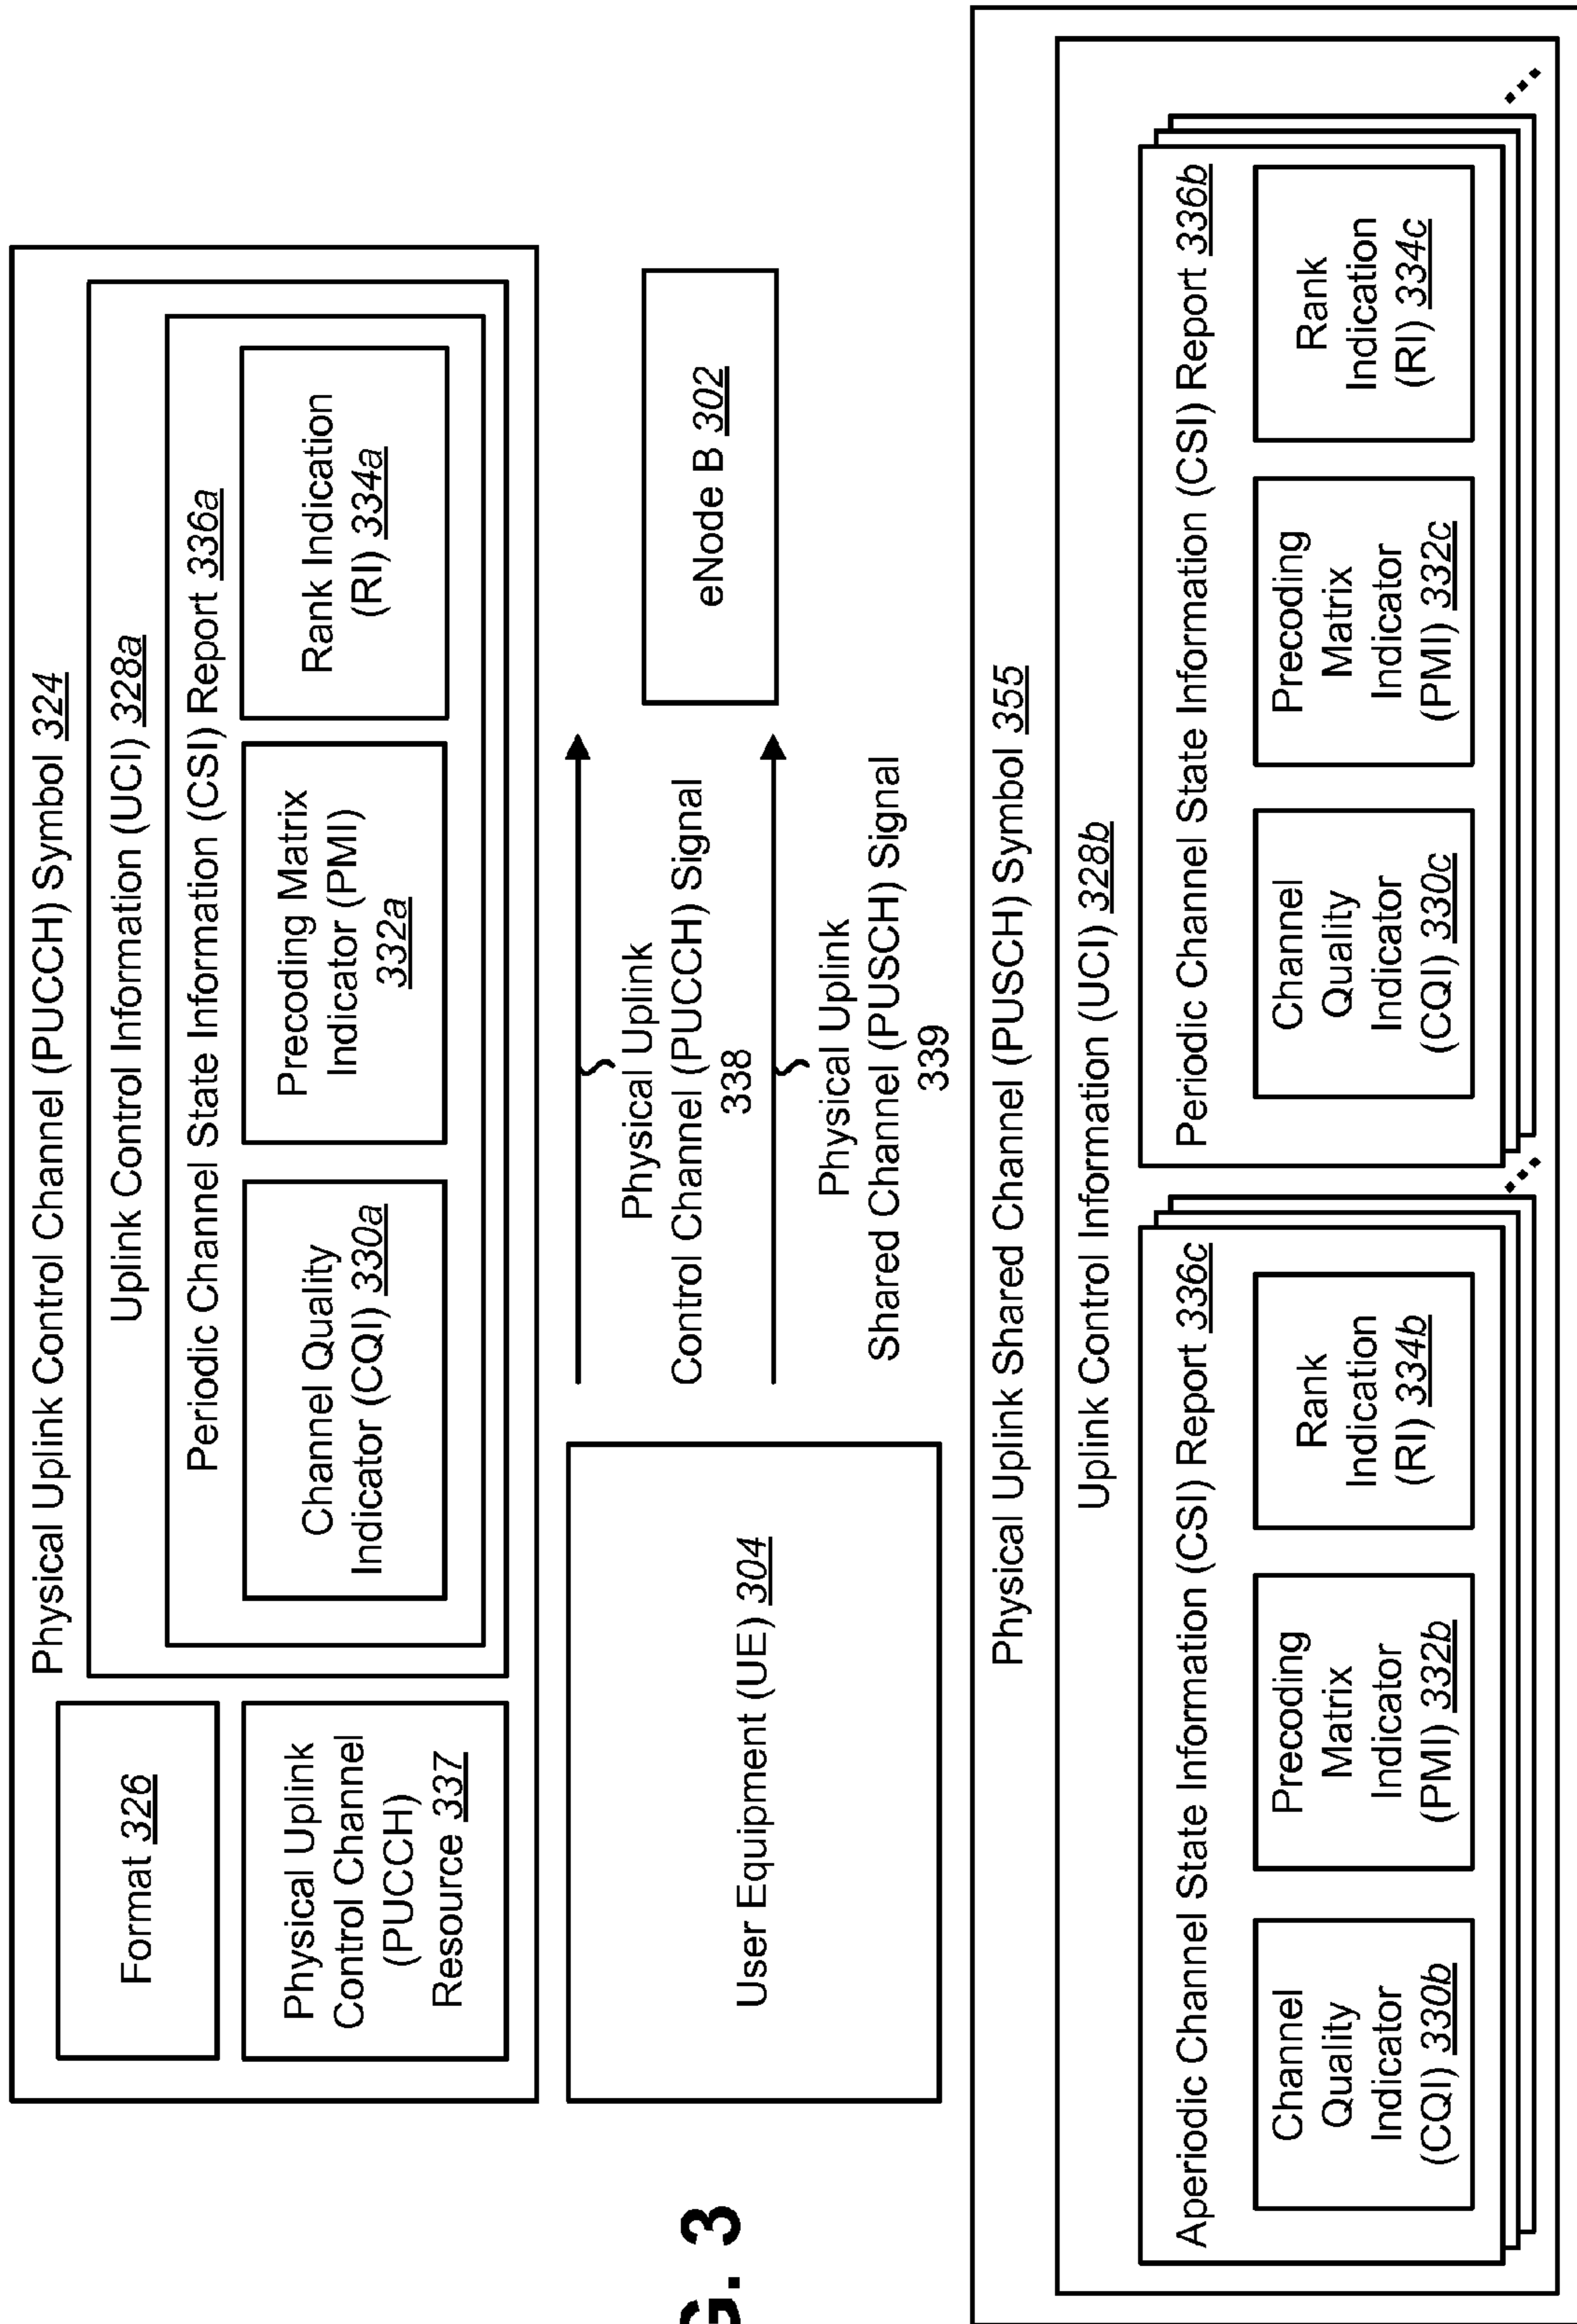 Physical Uplink Control Channel (PUCCH) Symbol 324
Format 326
Physical Uplink
Control Channel
(PUCCH)
Resource 337
Uplink Control Information (UCI) 328a
Periodic Channel State Information (CSI) Report 336a
Channel Quality
Indicator (CQI) 330a
Precoding Matrix
Indicator (PMI)
332a
Rank Indication
(RI) 334a
User Equipment (UE) 304
Physical Uplink
Control Channel (PUCCH) Signal
338
Physical Uplink
Shared Channel (PUSCH) Signal
339
eNode B 302
Physical Uplink Shared Channel (PUSCH) Symbol 355
Uplink Control Information (UCI) 328b
Aperiodic Channel State Information (CSI) Report 336c
Channel
Quality
Indicator
(CQI) 330b
Precoding
Matrix
Indicator
(PMI) 332b
Rank
Indication
(RI) 334b
Periodic Channel State Information (CSI) Report 336b
Channel
Quality
Indicator
(CQI) 330c
Precoding
Matrix
Indicator
(PMI) 332c
Rank
Indication
(RI) 334c
G. 3